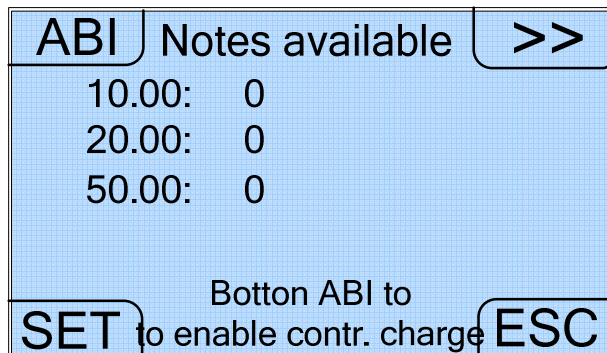 ABI Notes available >>
10.00: 0
20.00: 0
50.00: 0
Botton ABI to
SET to enable contr. charge ESC